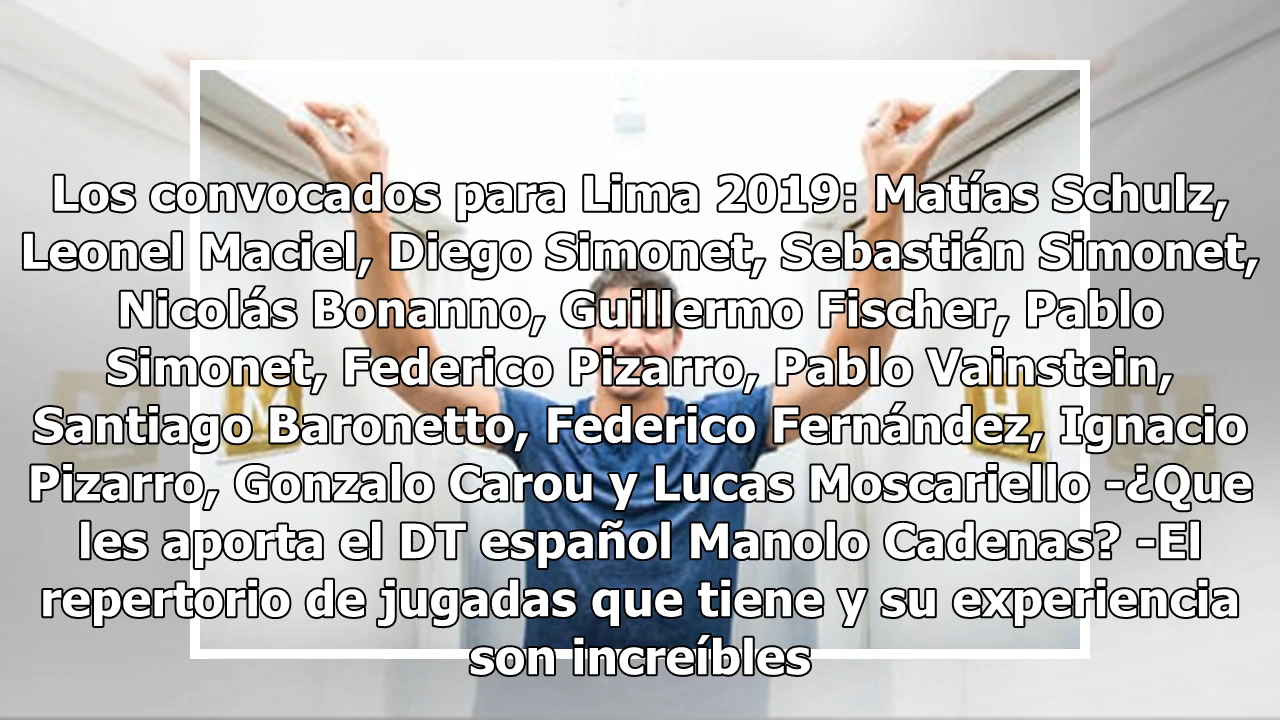 Los convocados para Lima 2019: Matías Schulz,
Leonel Maciel, Diego Simonet, Sebastián Simonet,
Nicolás Bonanno, Guillermo Fischer, Pablo
Simonet, Federico Pizarro, Pablo Vainstein,
Santiago Baronetto, Federico Fernández, Ignacio
Pizarro, Gonzalo Carou y Lucas Moscariello -¿Que
les aporta el DT español Manolo Cadenas? -El
repertorio de jugadas que tiene y su experiencia
son increíbles
M
H